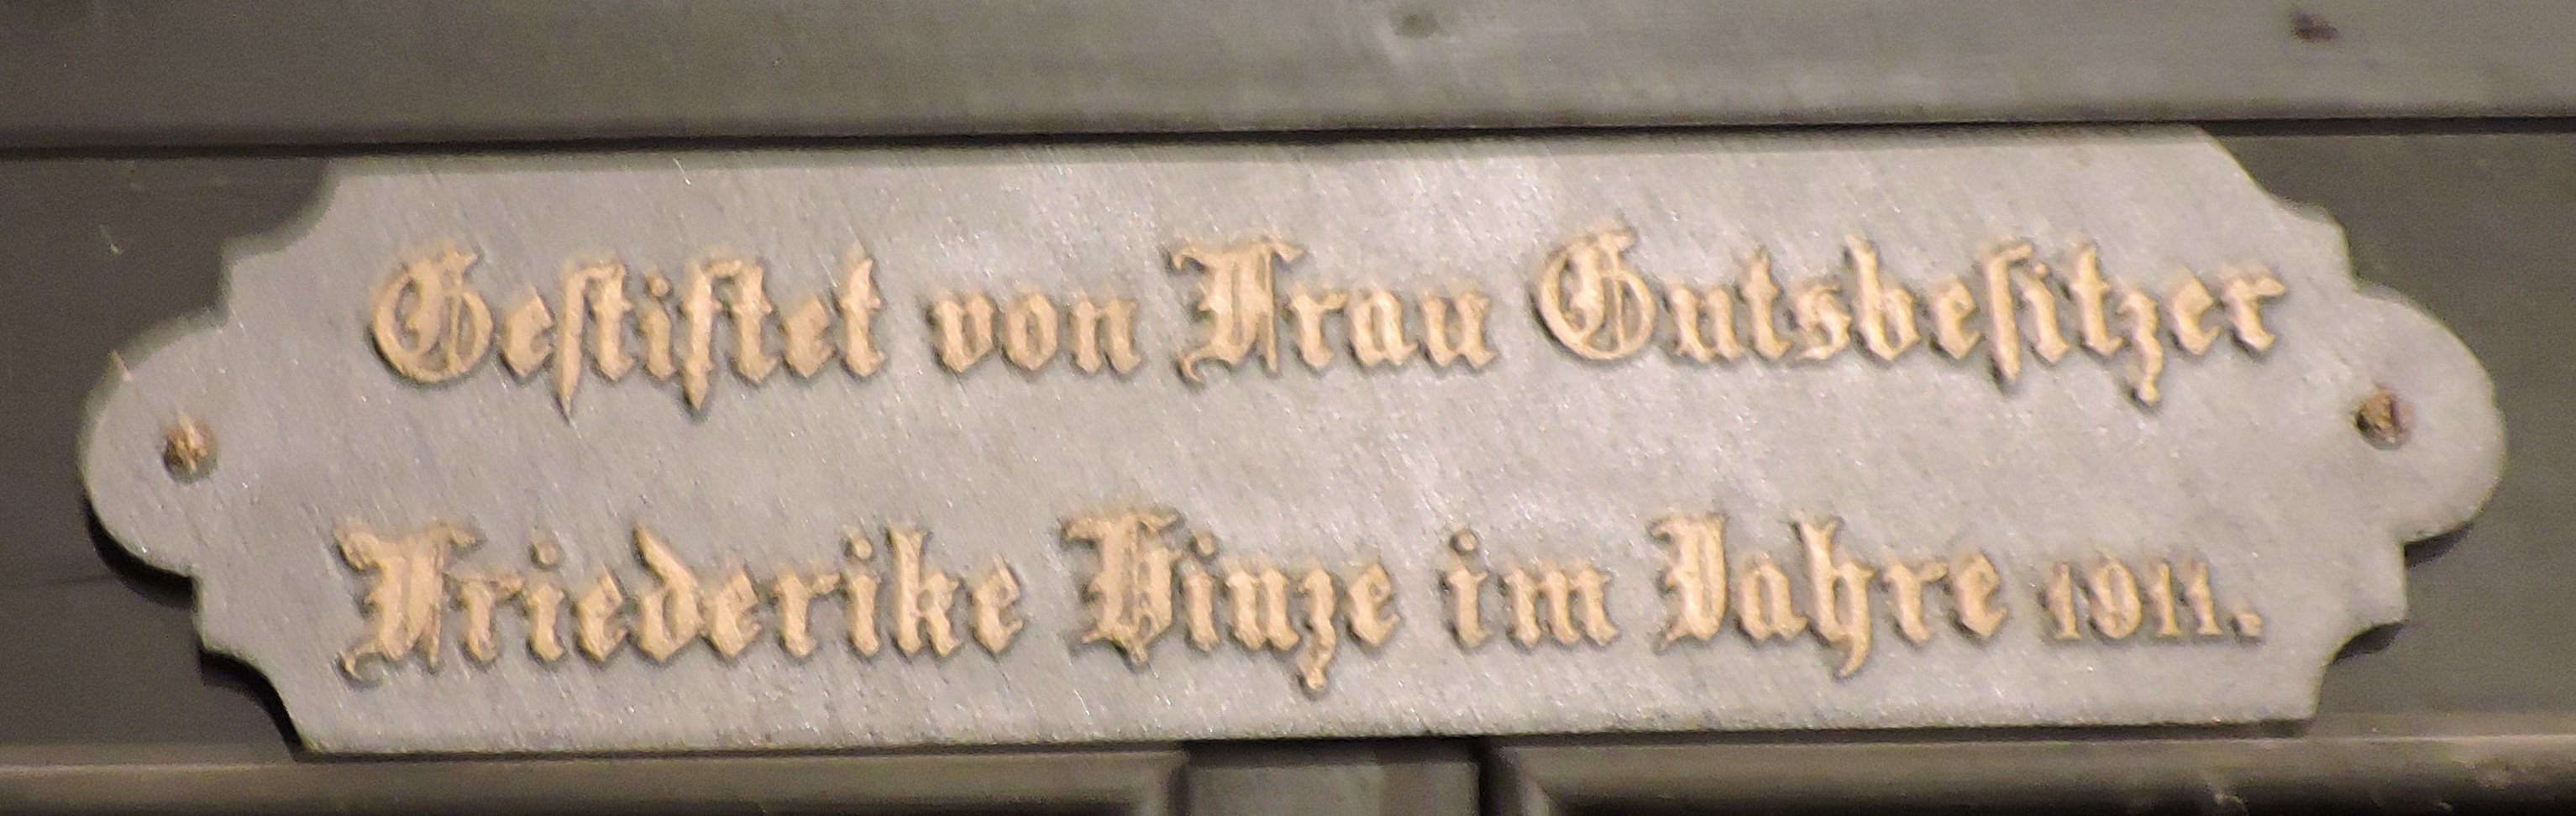 Gestiftet von Frau Gutsbesitzer
Friederike Hinze im Jahre 1911.